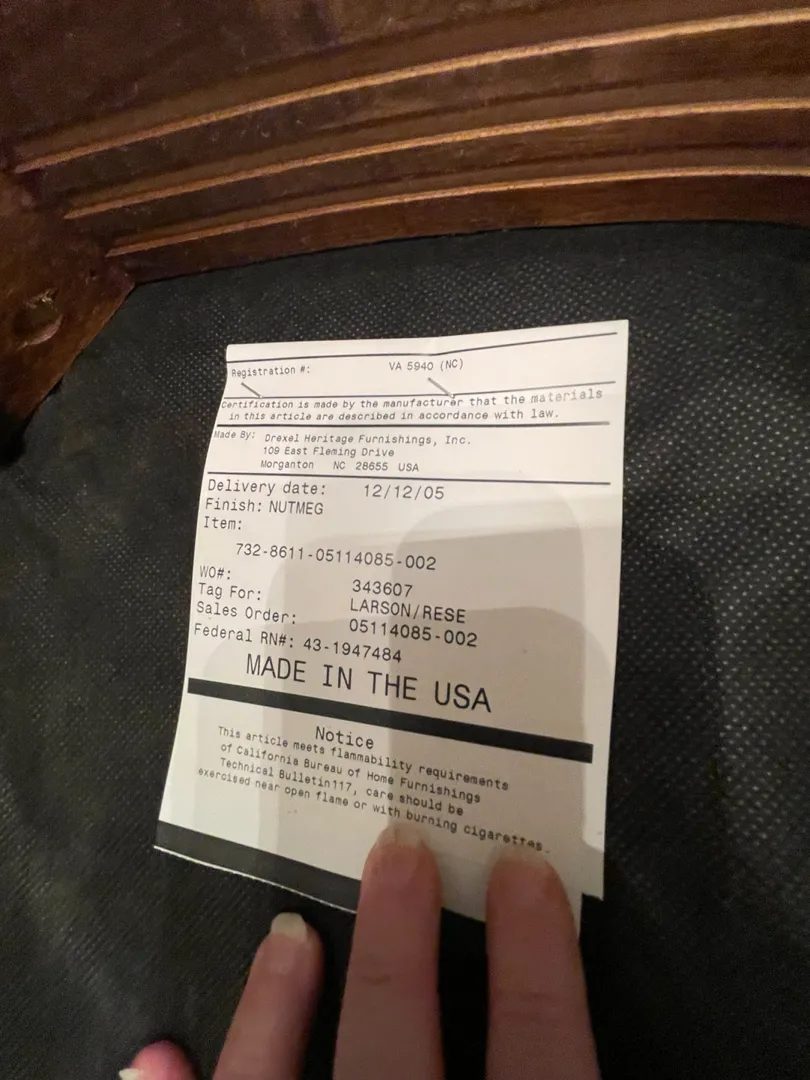 Registration #: VA 5940 (NC)
Certification is made by the manufacturer that the materials
in this article are described in accordance with law.
Made By: Drexel Heritage Furnishings, Inc.
109 East Fleming Drive
Morganton NC 28655 USA
Delivery date: 12/12/05
Finish: NUTMEG
Item:
732-8611-05114085-002
WO#: 343607
Tag For: LARSON/RESE
Sales Order: 05114085-002
Federal RN#: 43-1947484
MADE IN THE USA
Notice
This article meets flammability requirements
of California Bureau of Home Furnishings
Technical Bulletin117, care should be
exercised near open flame or with burning cigarettes.